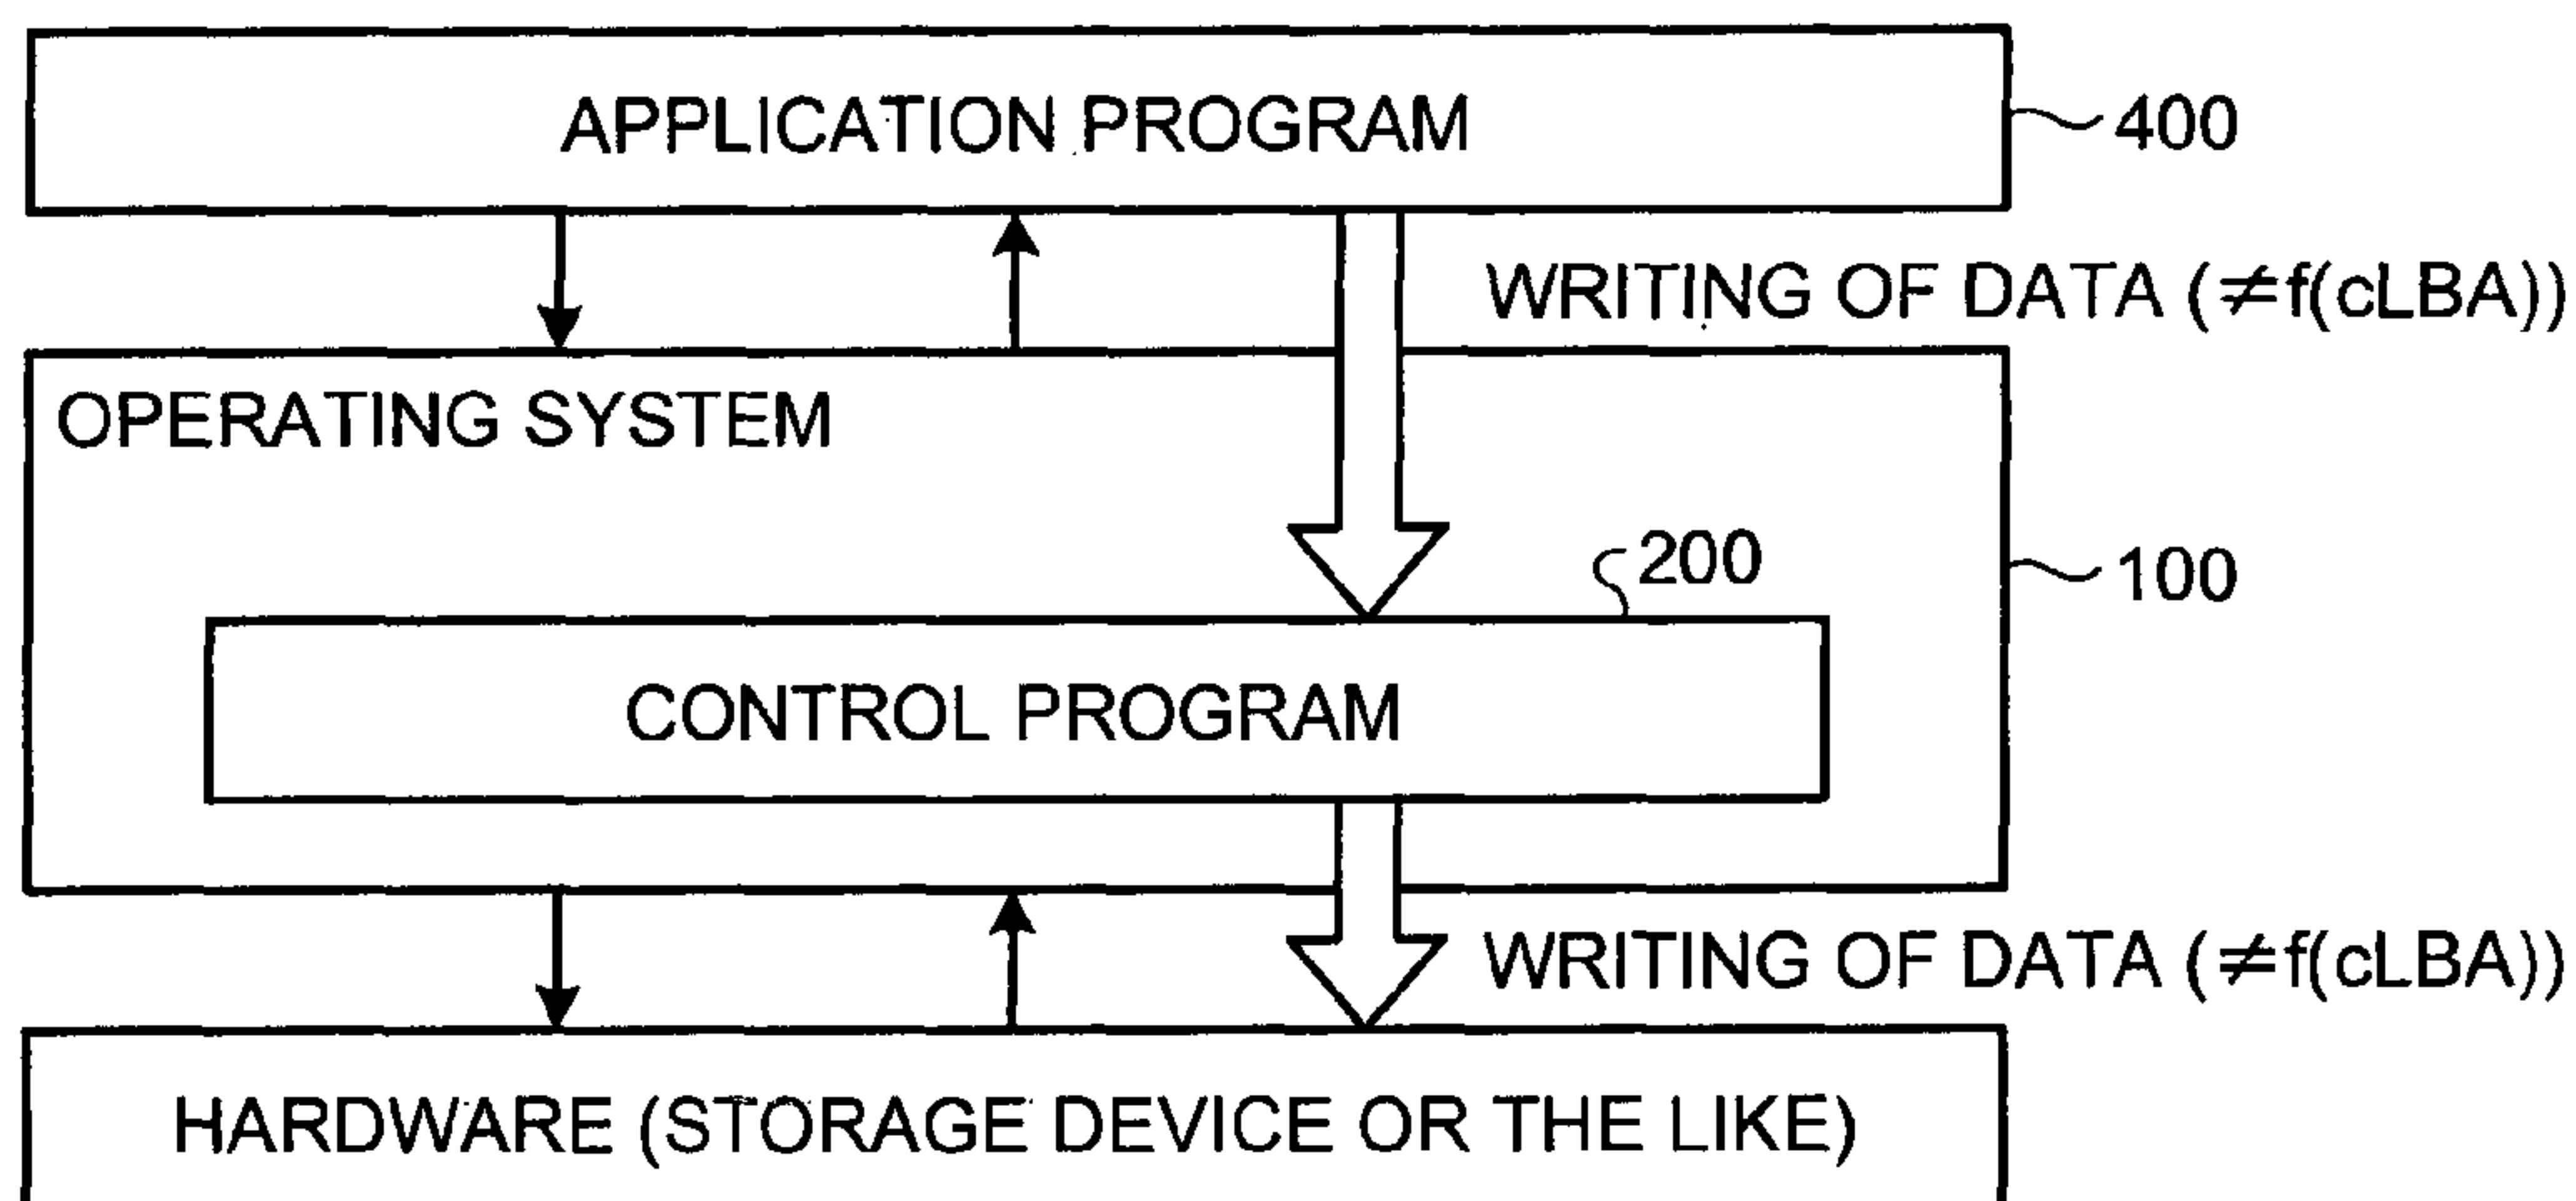 APPLICATION PROGRAM
400
WRITING OF DATA (≠f(cLBA))
OPERATING SYSTEM
200
100
CONTROL PROGRAM
WRITING OF DATA (≠f(cLBA))
HARDWARE (STORAGE DEVICE OR THE LIKE)